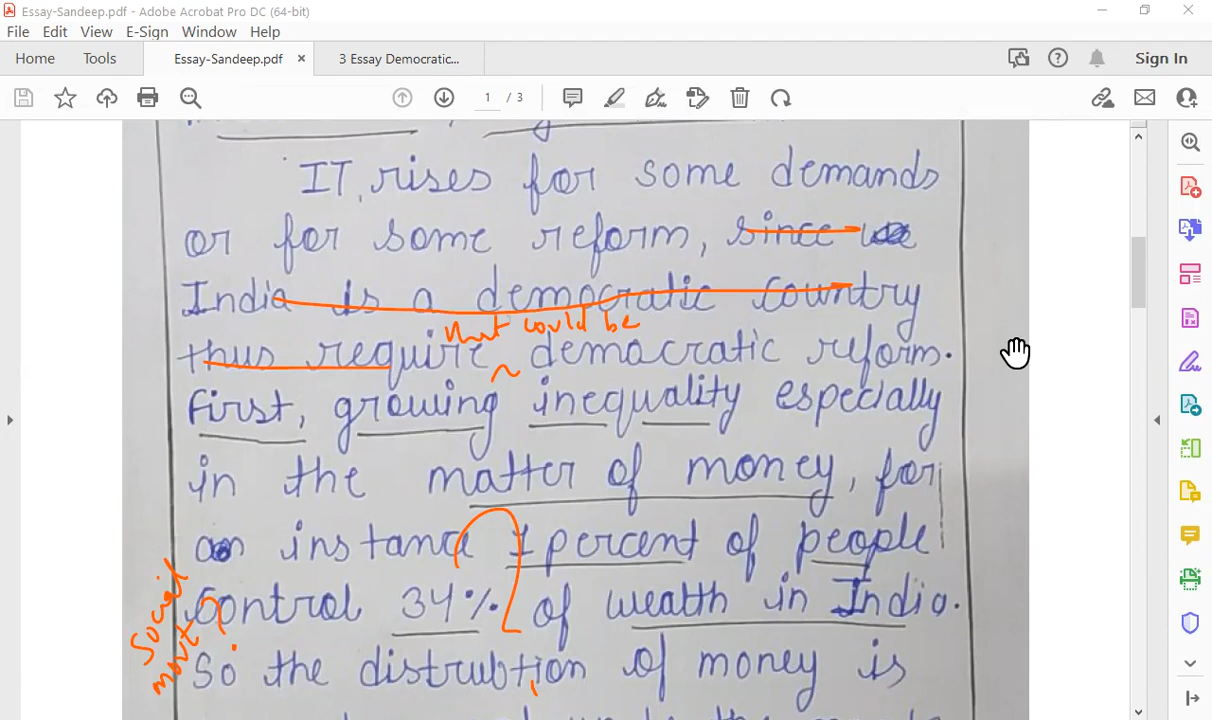 Essay-Sandeep.pdf - Adobe Acrobat Pro DC (64-bit)
File Edit View E-Sign Window Help
Home Tools Essay-Sandeep.pdf × 3 Essay Democratic... Sign In
1 / 3
IT, rises for some demands
or for some reform, since
India is a democratic country
that could be
thus require democratic reform.
First, growing inequality especially
in the matter of money, for
an instance 1 percent of people
control 34% of wealth in India.
Social
movt ?
So the distrubtion of money is